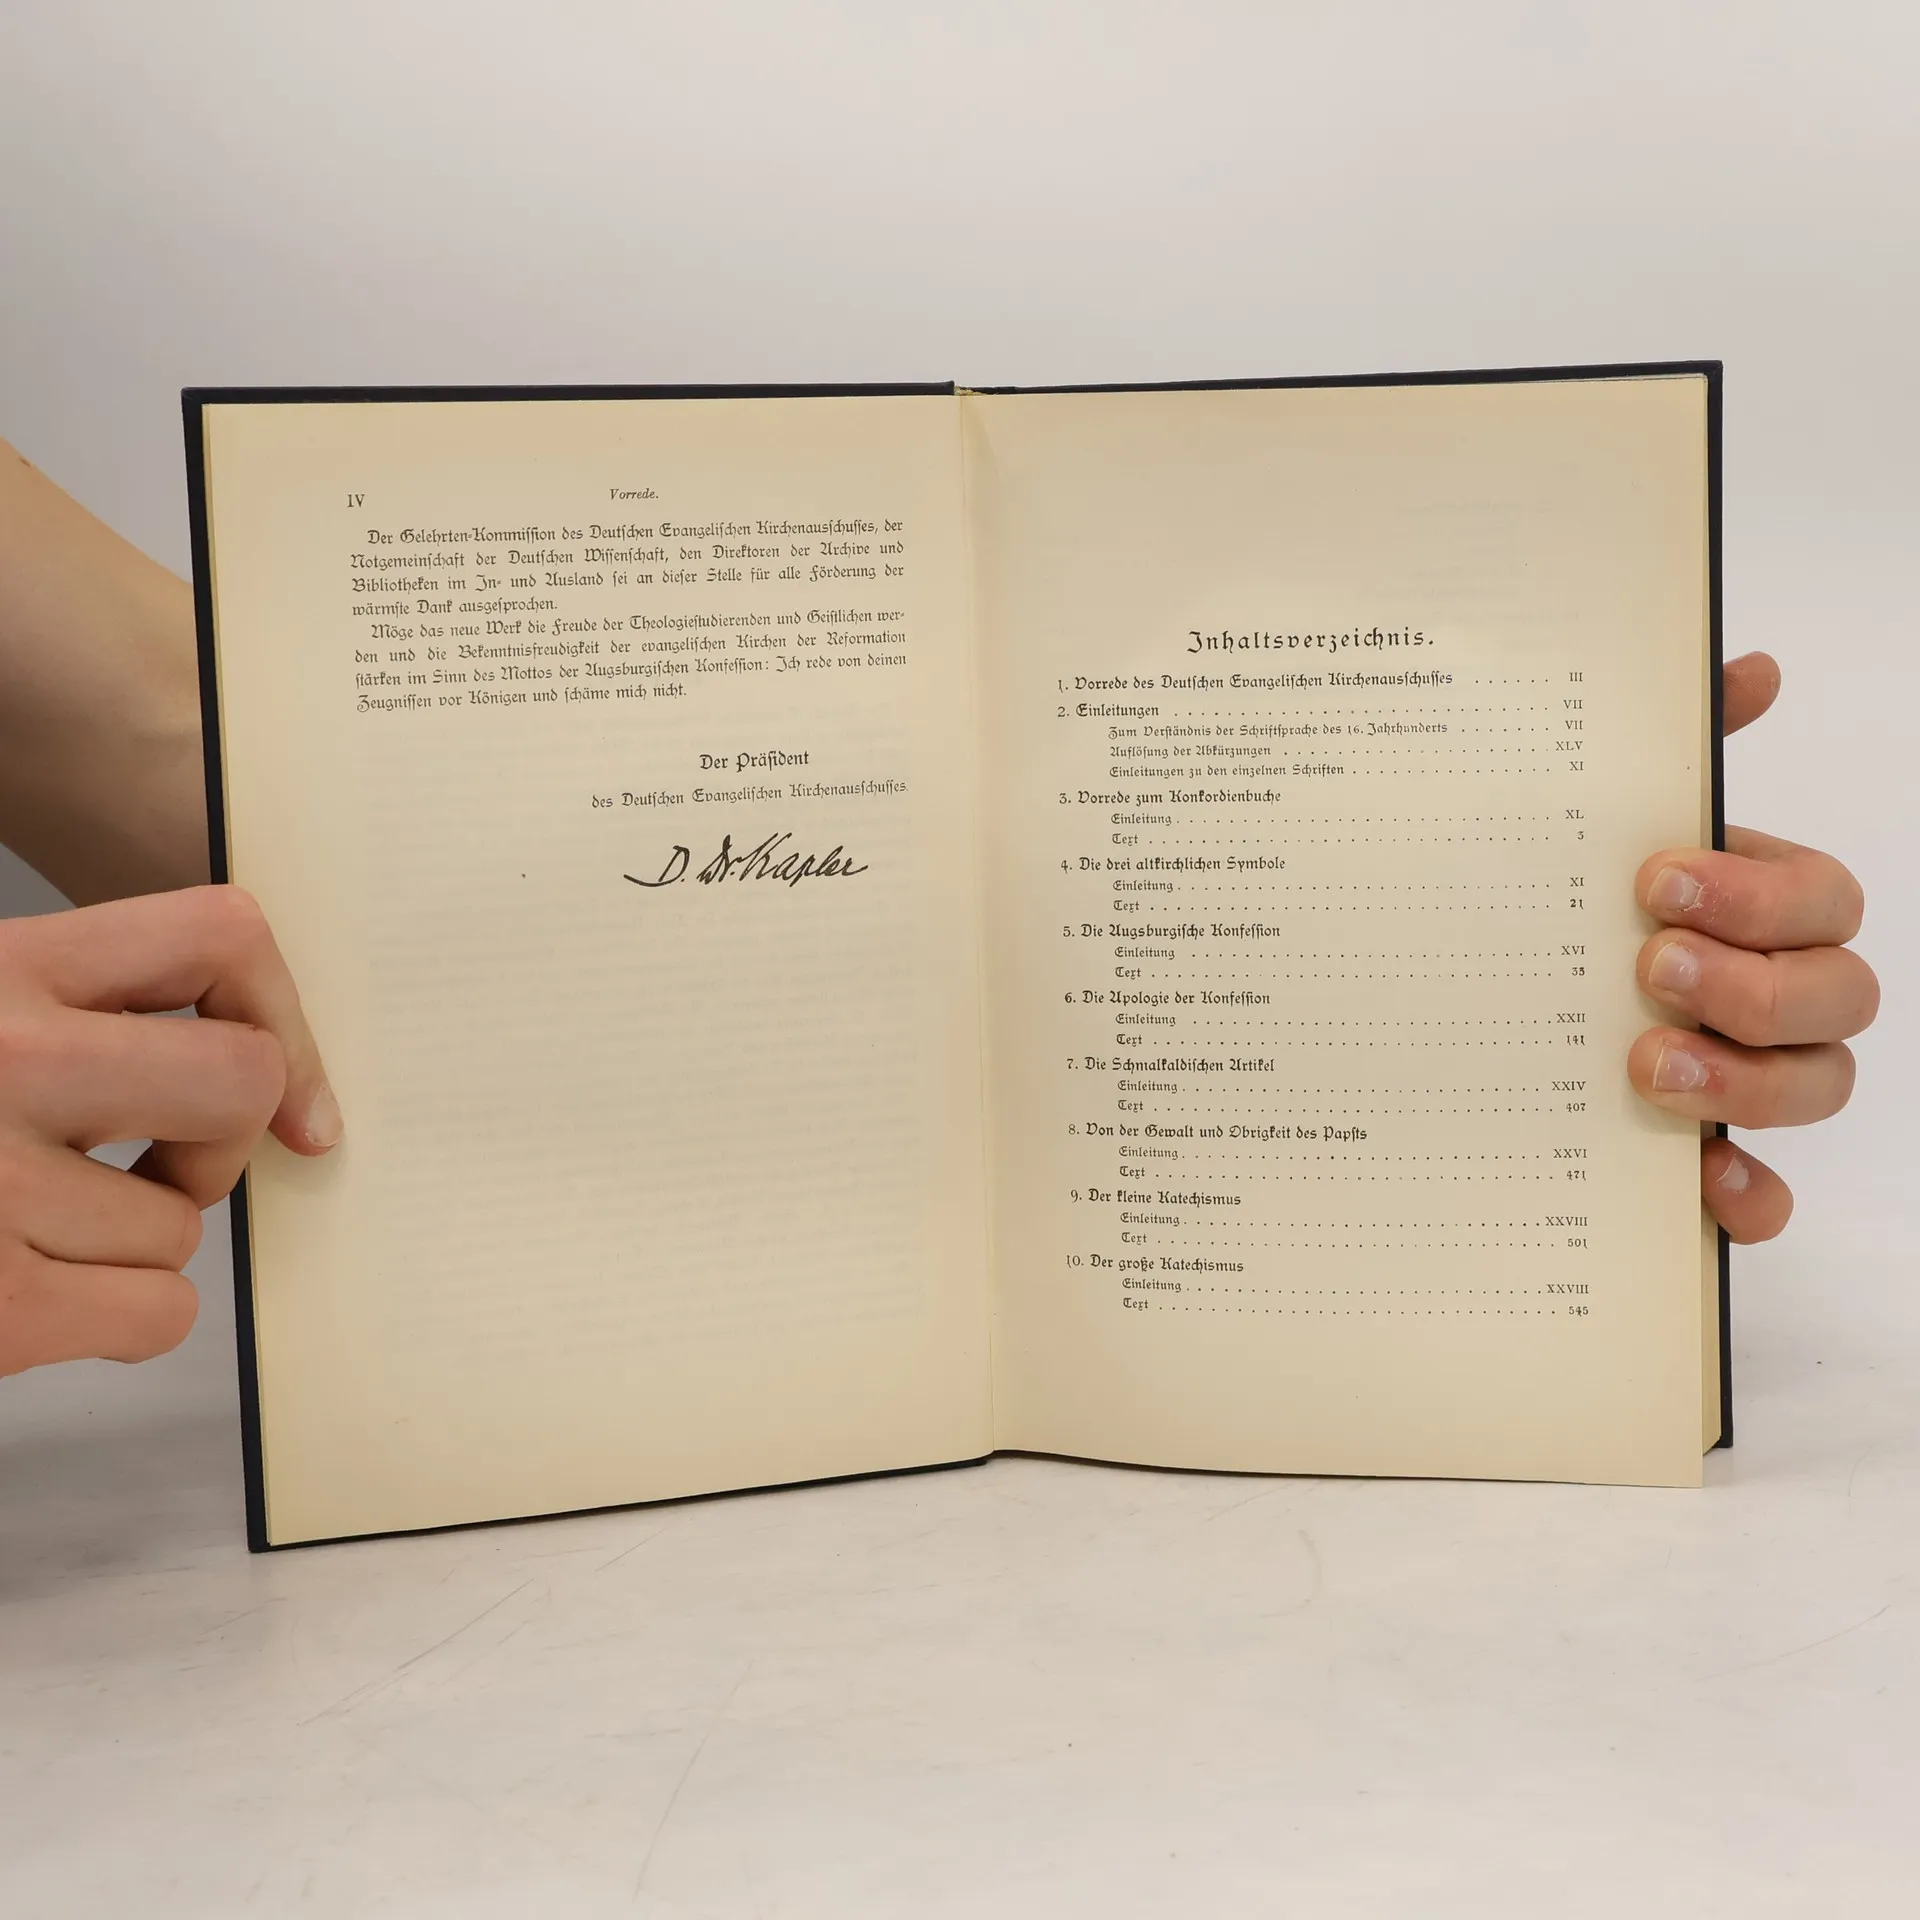 IV
Vorrede.
Der Gelehrten-Kommission des Deutschen Evangelischen Kirchenausschusses, der
Notgemeinschaft der Deutschen Wissenschaft, den Direktoren der Archive und
Bibliotheken im In- und Ausland sei an dieser Stelle für alle Förderung der
wärmste Dank ausgesprochen.
Möge das neue Werk die Freude der Theologiestudierenden und Geistlichen wer-
den und die Bekenntnisfreudigkeit der evangelischen Kirchen der Reformation
stärken im Sinn des Mottos der Augsburgischen Konfession: Ich rede von deinen
Zeugnissen vor Königen und schäme mich nicht.
Der Präsident
des Deutschen Evangelischen Kirchenausschusses.
D. Dr. Kapler
Inhaltsverzeichnis.
1. Vorrede des Deutschen Evangelischen Kirchenausschusses . . . . . . III
2. Einleitungen . . . . . . . . . . . . . . . . . . . . . . . . . . . . VII
Zum Verständnis der Schriftsprache des 16. Jahrhunderts . . . . . . . VII
Auflösung der Abkürzungen . . . . . . . . . . . . . . . . . . . . XLV
Einleitungen zu den einzelnen Schriften . . . . . . . . . . . . . . . XI
3. Vorrede zum Konkordienbuche
Einleitung . . . . . . . . . . . . . . . . . . . . . . . . . . . . XL
Text . . . . . . . . . . . . . . . . . . . . . . . . . . . . . . 3
4. Die drei altkirchlichen Symbole
Einleitung . . . . . . . . . . . . . . . . . . . . . . . . . . . . XI
Text . . . . . . . . . . . . . . . . . . . . . . . . . . . . . . 21
5. Die Augsburgische Konfession
Einleitung . . . . . . . . . . . . . . . . . . . . . . . . . . . XVI
Text . . . . . . . . . . . . . . . . . . . . . . . . . . . . . . 35
6. Die Apologie der Konfession
Einleitung . . . . . . . . . . . . . . . . . . . . . . . . . . . XXII
Text . . . . . . . . . . . . . . . . . . . . . . . . . . . . . . 141
7. Die Schmalkaldischen Artikel
Einleitung . . . . . . . . . . . . . . . . . . . . . . . . . . . XXIV
Text . . . . . . . . . . . . . . . . . . . . . . . . . . . . . . 407
8. Von der Gewalt und Obrigkeit des Papsts
Einleitung . . . . . . . . . . . . . . . . . . . . . . . . . . . XXVI
Text . . . . . . . . . . . . . . . . . . . . . . . . . . . . . . 471
9. Der kleine Katechismus
Einleitung . . . . . . . . . . . . . . . . . . . . . . . . . . . XXVIII
Text . . . . . . . . . . . . . . . . . . . . . . . . . . . . . . 501
10. Der große Katechismus
Einleitung . . . . . . . . . . . . . . . . . . . . . . . . . . . XXVIII
Text . . . . . . . . . . . . . . . . . . . . . . . . . . . . . . 545